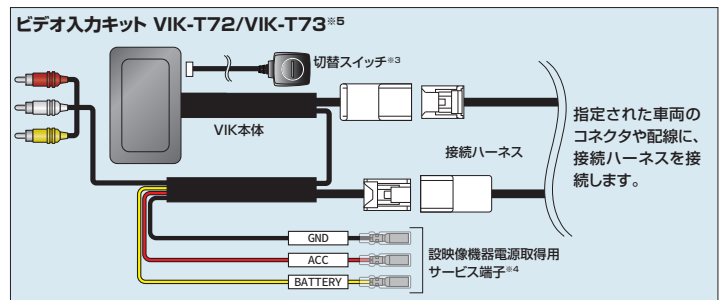 ビデオ入力キット VIK-T72/VIK-T73※5
切替スイッチ※3
VIK本体
接続ハーネス
指定された車両の
コネクタや配線に、
接続ハーネスを接
続します。
GND
ACC
BATTERY
設映像機器電源取得用
サービス端子※4